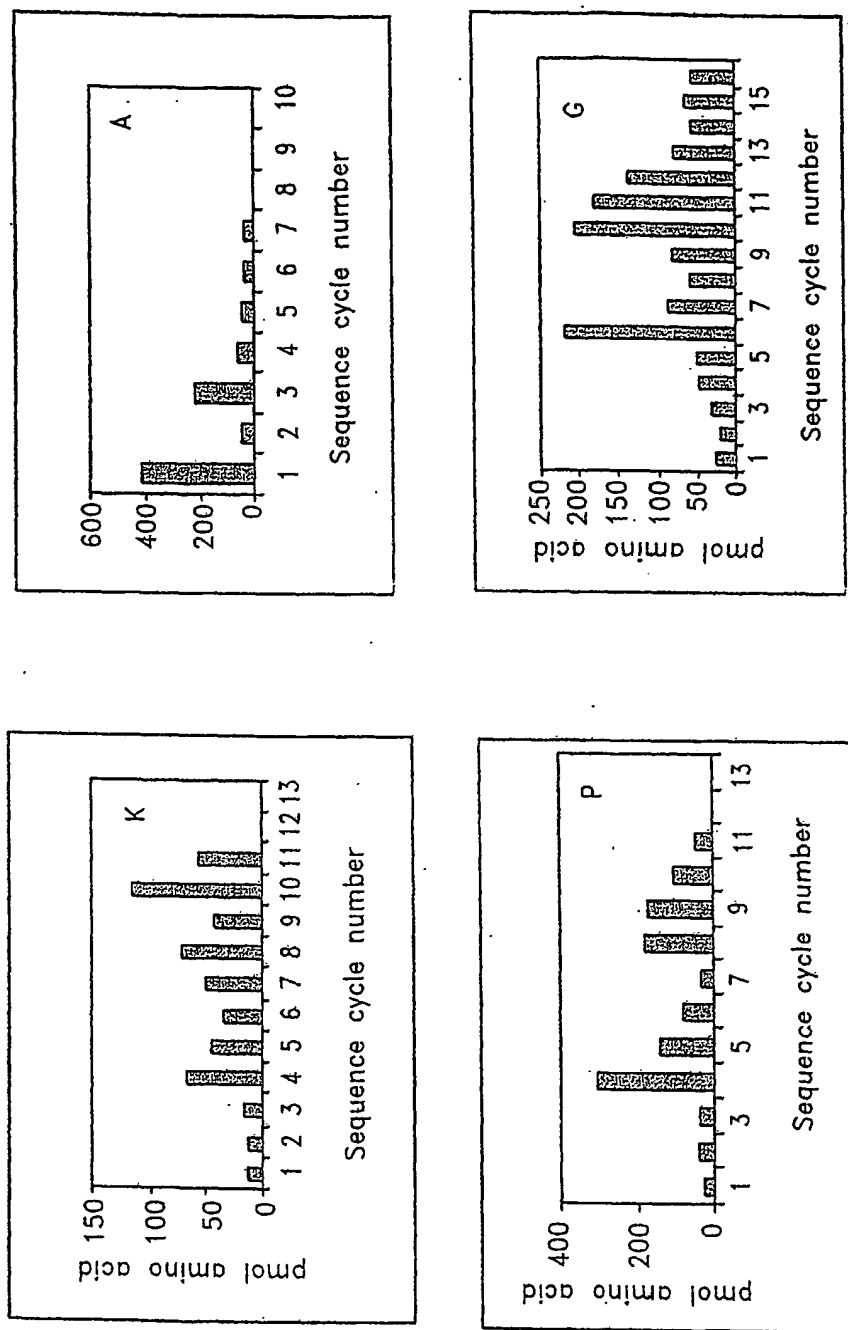 pmol amino acid
150
100
50
0
K
1 2 3 4 5 6 7 8 9 10 11 12 13
Sequence cycle number
600
400
200
0
A
1 2 3 4 5 6 7 8 9 10
Sequence cycle number
pmol amino acid
400
200
0
P
1 3 5 7 9 11 13
Sequence cycle number
pmol amino acid
250
200
150
100
50
0
G
1 3 5 7 9 11 13 15
Sequence cycle number